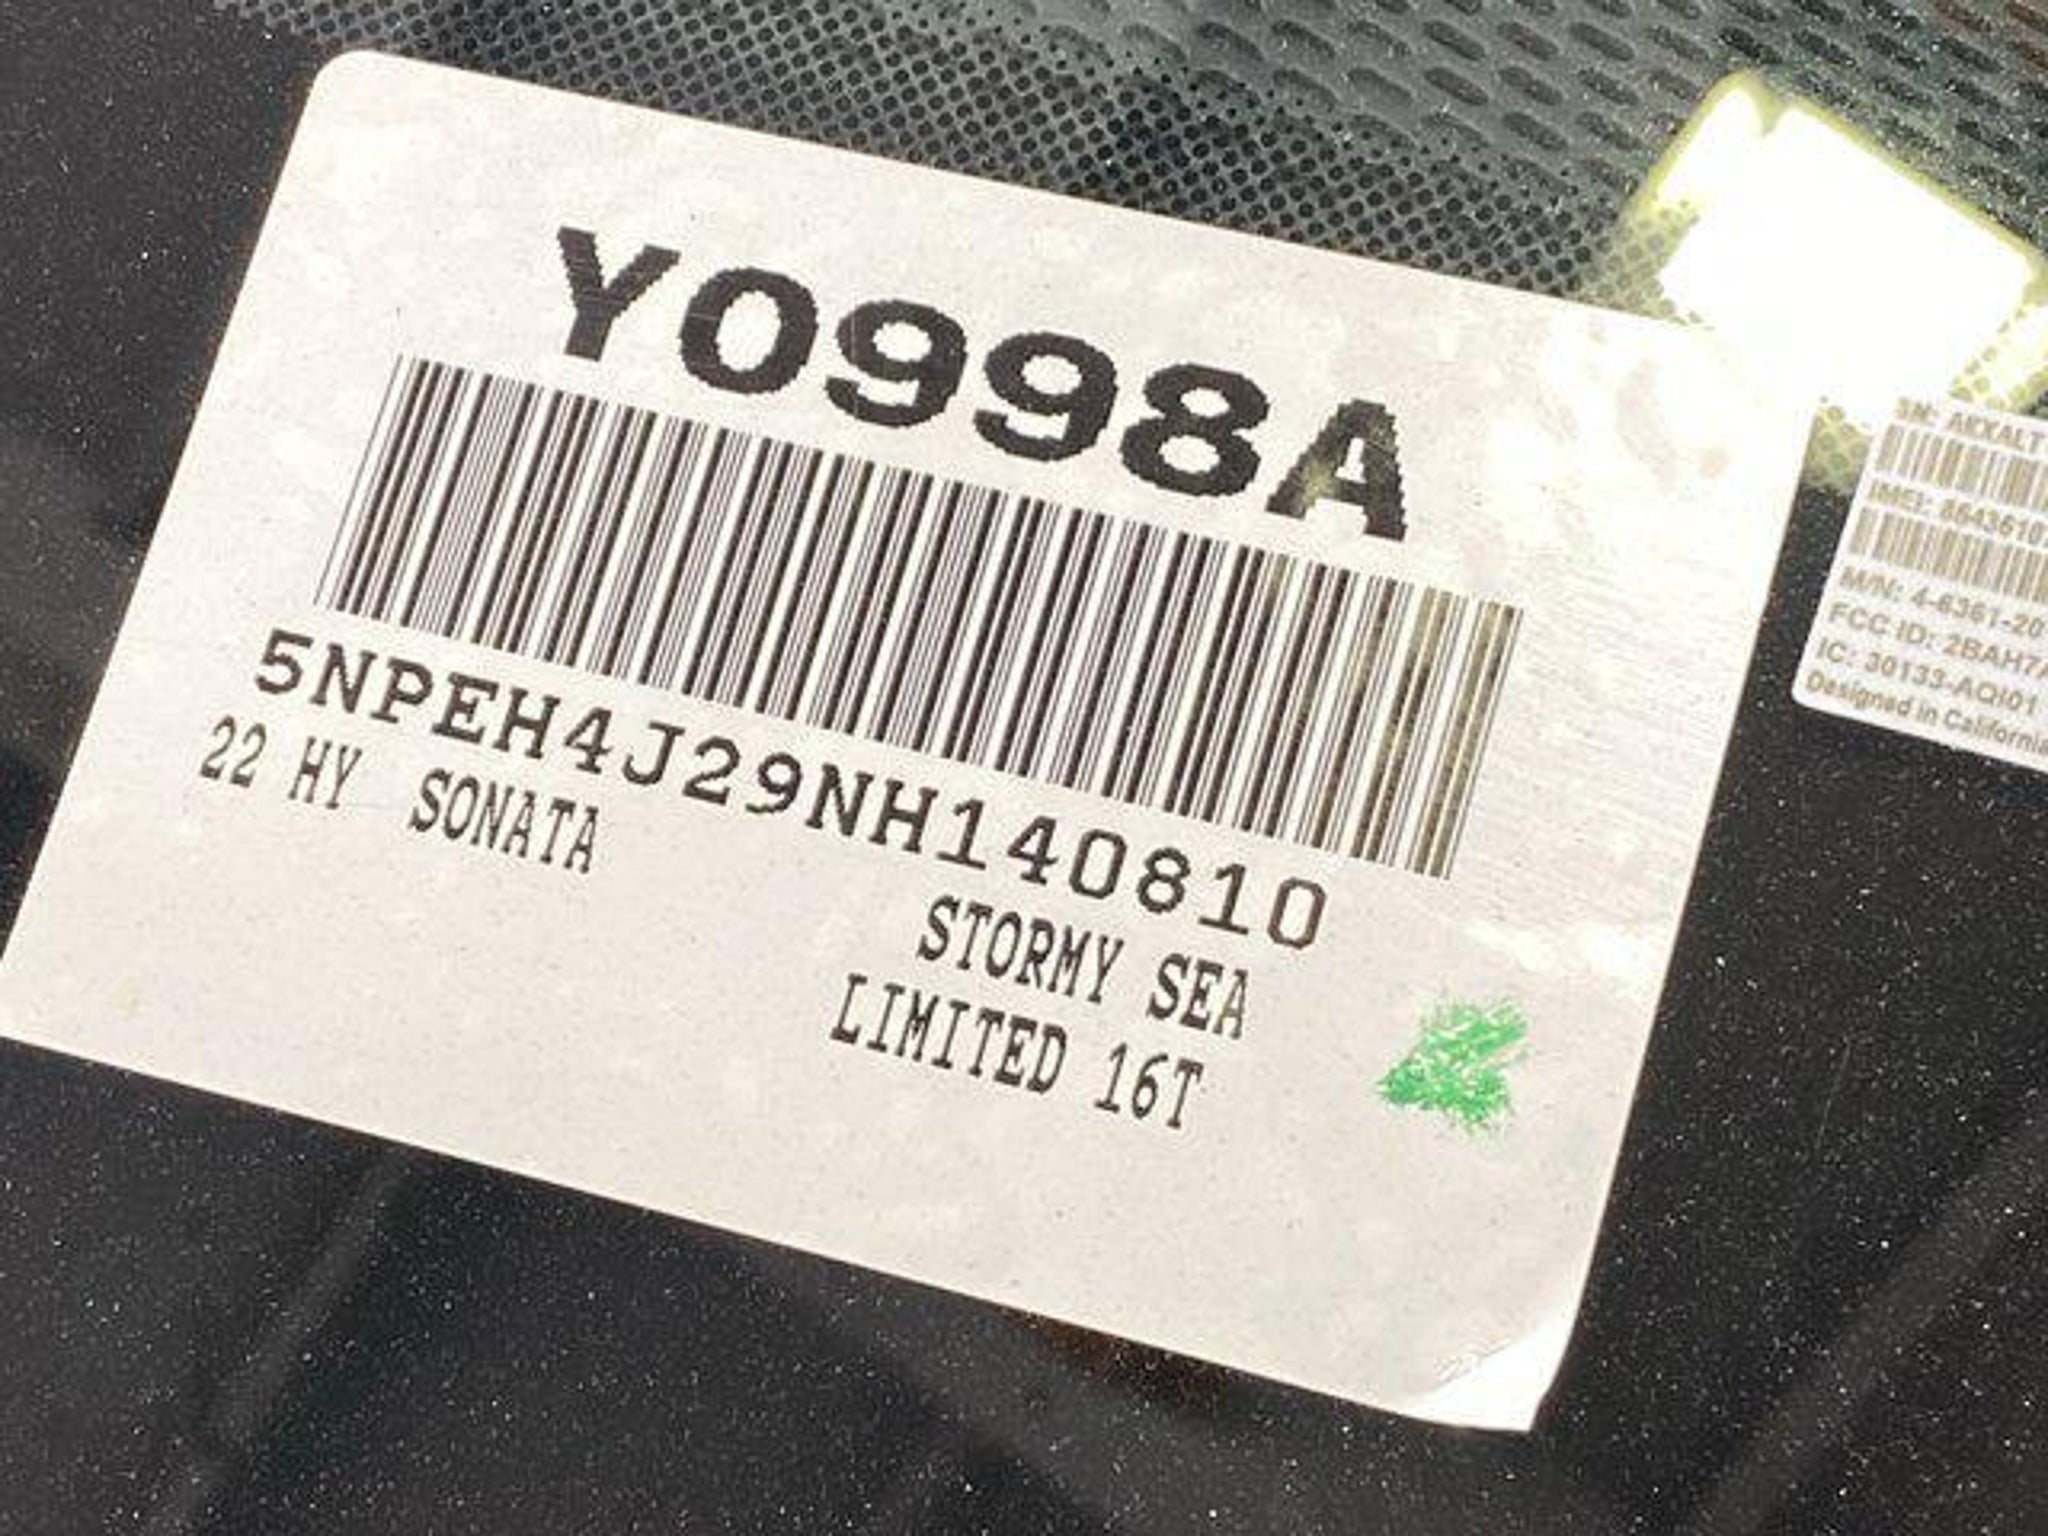 Y0998A
5NPEH4J29NH140810
22 HY SONATA
STORMY SEA
LIMITED 16T
SN: AKXALT
IMEI: 8643610
M/N: 4-6361-20
FCC ID: 2BAH7A
IC: 30133-AOI01
Designed in California